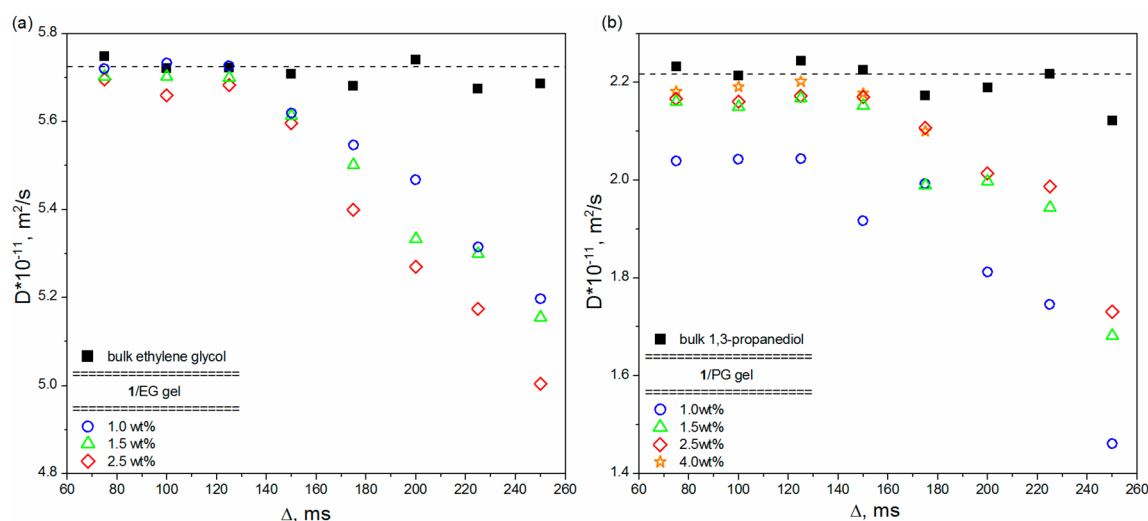 (a)
5.8
5.6
5.4
5.2
5.0
4.8
D*10⁻¹¹, m²/s
bulk ethylene glycol
========================
1/EG gel
========================
1.0 wt%
1.5 wt%
2.5 wt%
60 80 100 120 140 160 180 200 220 240 260
Δ, ms
(b)
2.2
2.0
1.8
1.6
1.4
D*10⁻¹¹, m²/s
bulk 1,3-propanediol
========================
1/PG gel
========================
1.0wt%
1.5wt%
2.5wt%
4.0wt%
60 80 100 120 140 160 180 200 220 240 260
Δ, ms